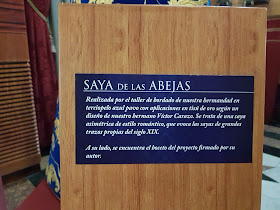 SAYA DE LAS ABEJAS
Realizada por el taller de bordado de nuestra hermandad en
terciopelo azul pavo con aplicaciones en tisú de oro según un
diseño de nuestro hermano Víctor Carazo. Se trata de una saya
asimétrica de estilo romántico, que evoca las sayas de grandes
trazas propias del siglo XIX.
A su lado, se encuentra el boceto del proyecto firmado por su
autor.